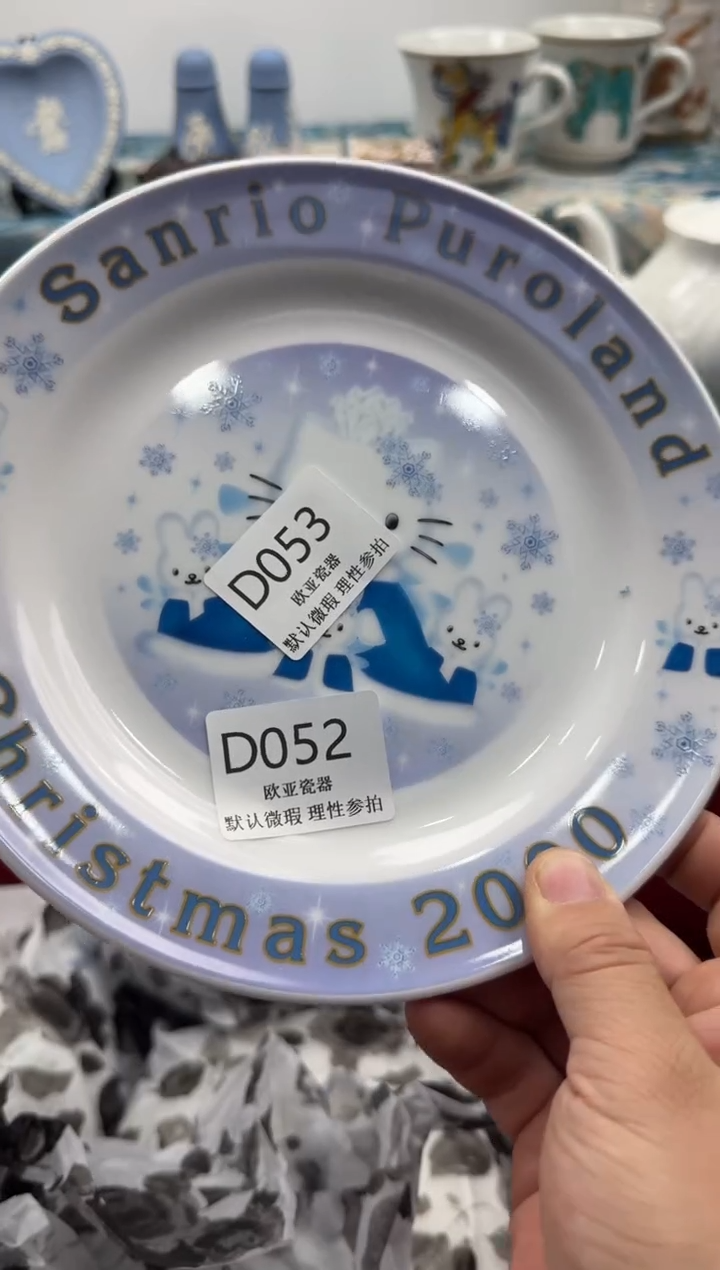 Sanrio Puroland
D053
欧亚瓷器
默认微瑕 理性参拍
D052
欧亚瓷器
默认微瑕 理性参拍
Christmas 2000